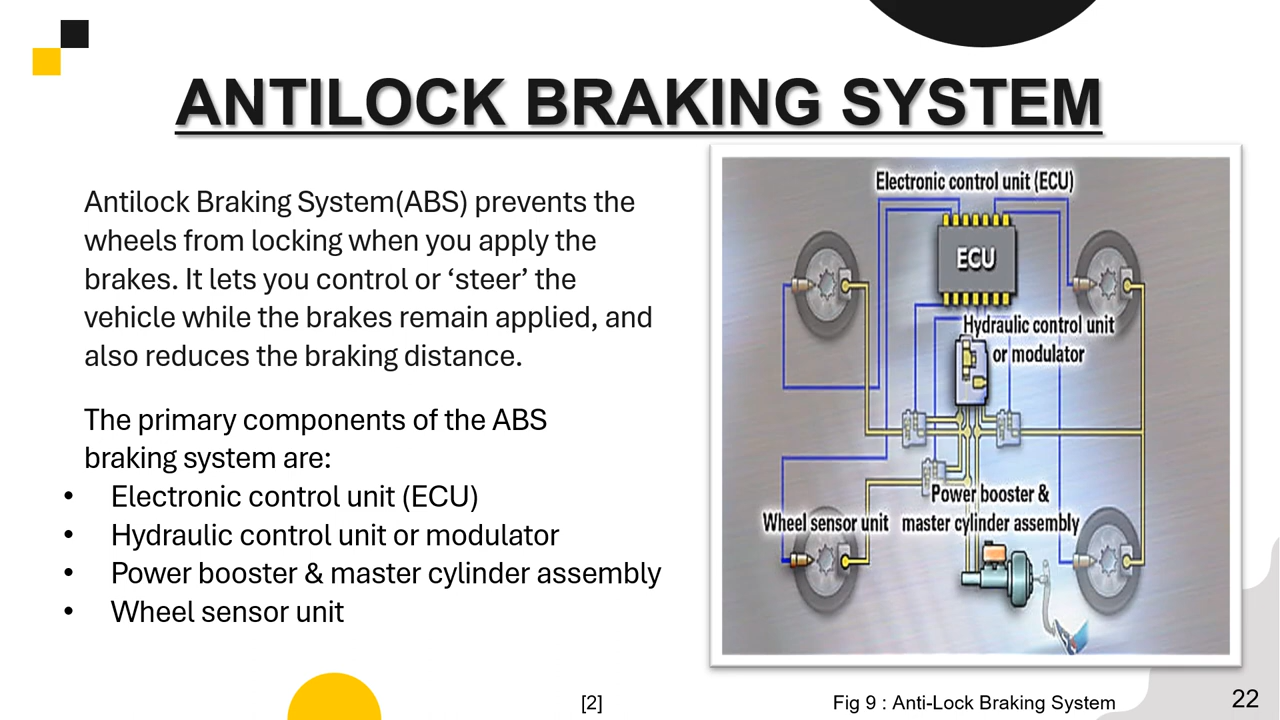 ANTILOCK BRAKING SYSTEM
Antilock Braking System(ABS) prevents the
wheels from locking when you apply the
brakes. It lets you control or ‘steer’ the
vehicle while the brakes remain applied, and
also reduces the braking distance.
The primary components of the ABS
braking system are:
• Electronic control unit (ECU)
• Hydraulic control unit or modulator
• Power booster & master cylinder assembly
• Wheel sensor unit
Electronic control unit (ECU)
ECU
Hydraulic control unit
or modulator
Power booster &
master cylinder assembly
Wheel sensor unit
[2]
Fig 9 : Anti-Lock Braking System
22